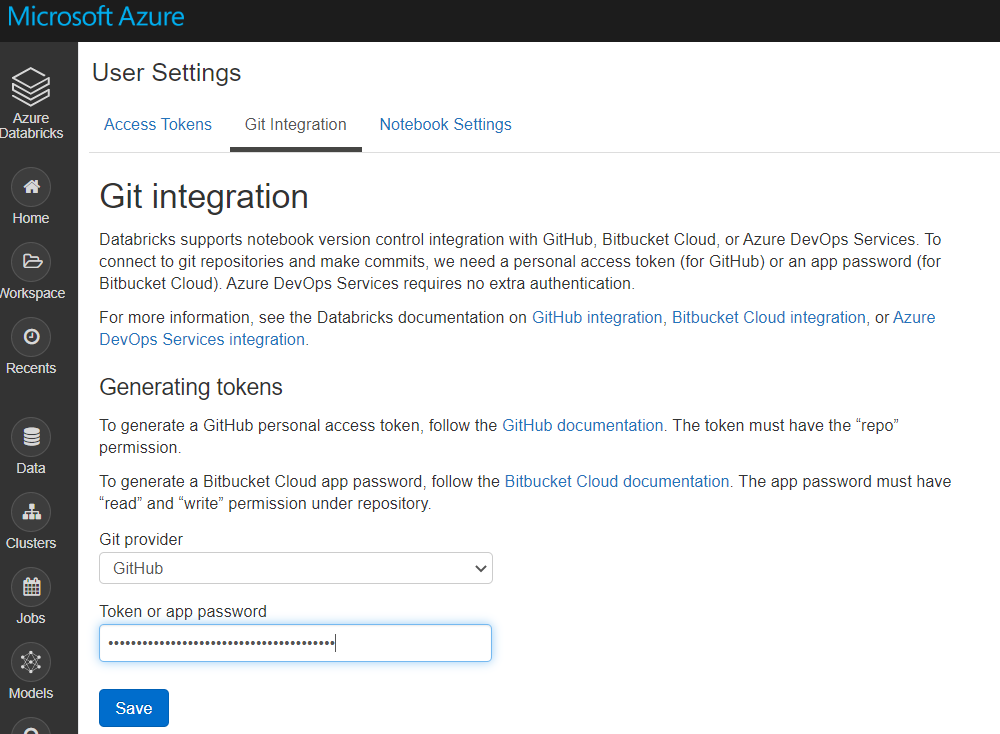 Microsoft Azure
Azure
Databricks
Home
Workspace
Recents
Data
Clusters
Jobs
Models
User Settings
Access Tokens Git Integration Notebook Settings
Git integration
Databricks supports notebook version control integration with GitHub, Bitbucket Cloud, or Azure DevOps Services. To
connect to git repositories and make commits, we need a personal access token (for GitHub) or an app password (for
Bitbucket Cloud). Azure DevOps Services requires no extra authentication.
For more information, see the Databricks documentation on GitHub integration, Bitbucket Cloud integration, or Azure
DevOps Services integration.
Generating tokens
To generate a GitHub personal access token, follow the GitHub documentation. The token must have the “repo”
permission.
To generate a Bitbucket Cloud app password, follow the Bitbucket Cloud documentation. The app password must have
“read” and “write” permission under repository.
Git provider
GitHub
Token or app password
Save